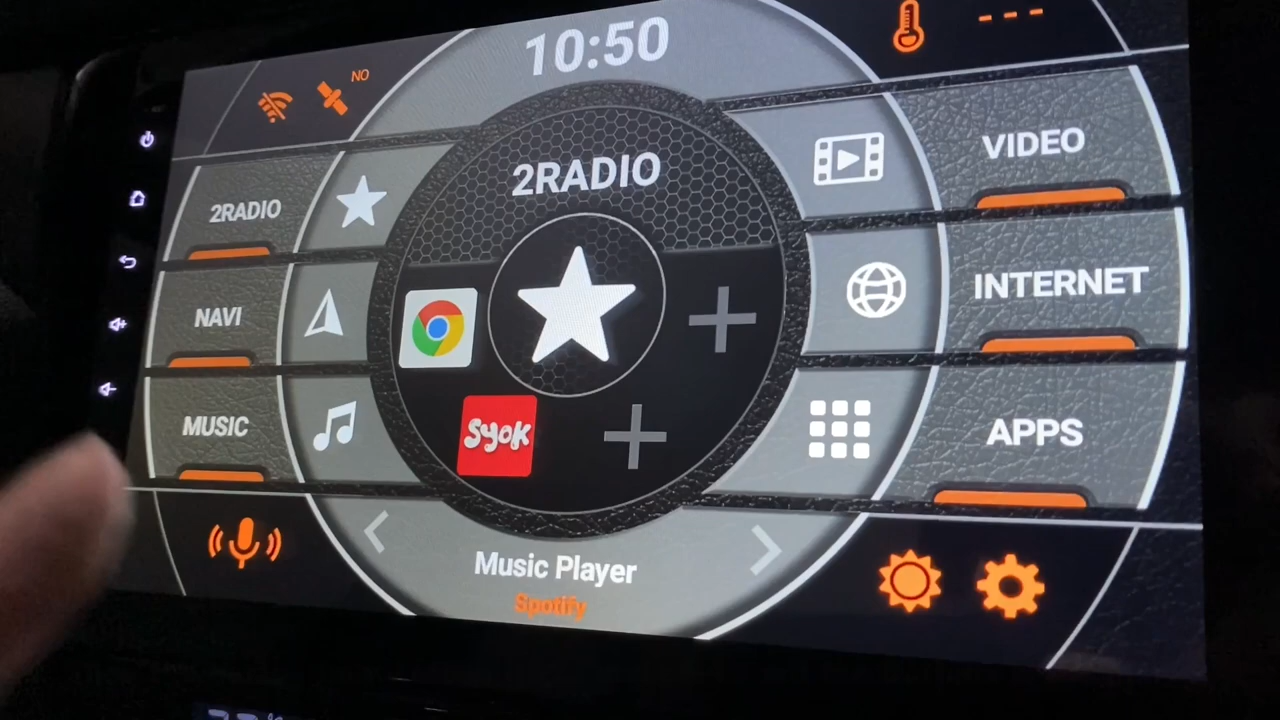 10:50
NO
2RADIO
VIDEO
2RADIO
INTERNET
NAVI
MUSIC
Syok
APPS
Music Player
Spotify